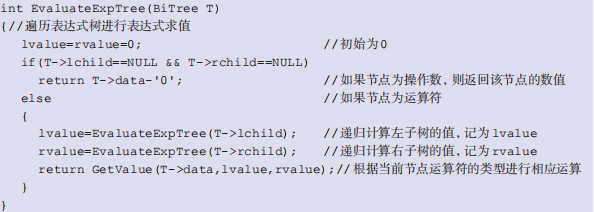 int EvaluateExpTree(BiTree T)
{//遍历表达式树进行表达式求值
lvalue=rvalue=0; //初始为0
if(T->lchild==NULL && T->rchild==NULL)
return T->data-'0'; //如果节点为操作数,则返回该节点的数值
else //如果节点为运算符
{
lvalue=EvaluateExpTree(T->lchild); //递归计算左子树的值,记为lvalue
rvalue=EvaluateExpTree(T->rchild); //递归计算右子树的值,记为rvalue
return GetValue(T->data,lvalue,rvalue);//根据当前节点运算符的类型进行相应运算
}
}